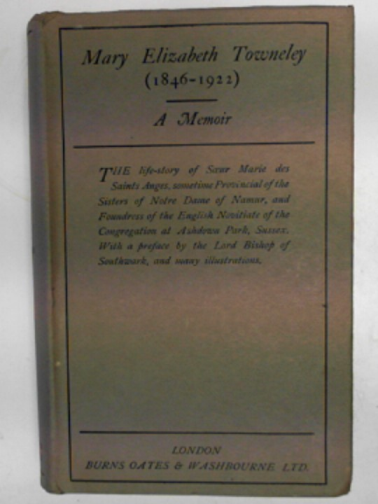 Mary Elizabeth Towneley
(1846-1922)
A Memoir
THE life-story of Sœur Marie des
Saints Anges, sometime Provincial of the
Sisters of Notre Dame of Namur, and
Foundress of the English Novitiate of the
Congregation at Ashdown Park, Sussex.
With a preface by the Lord Bishop of
Southwark, and many illustrations.
LONDON
BURNS OATES & WASHBOURNE. LTD.